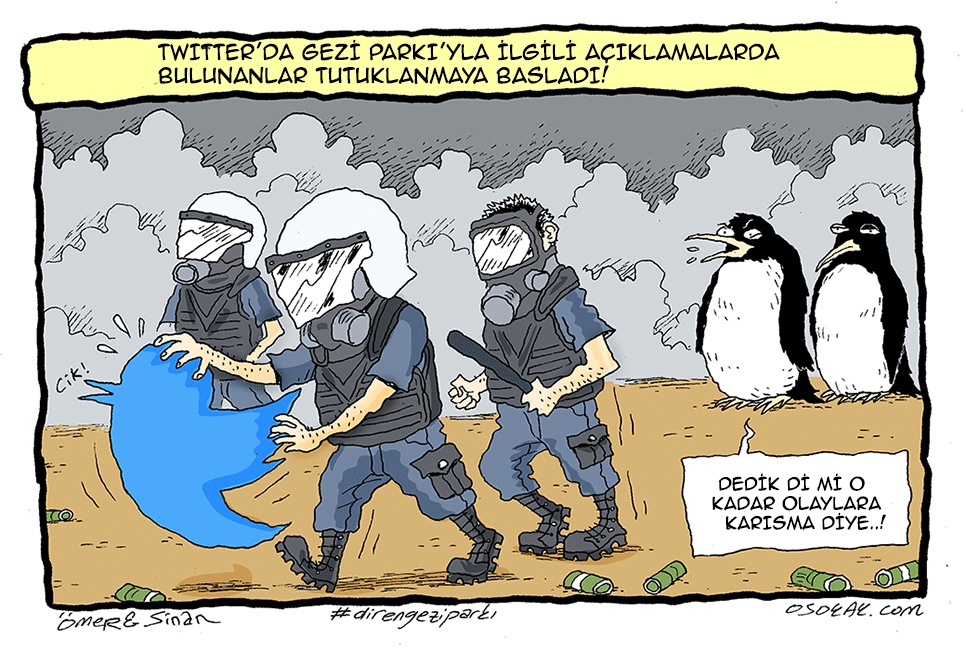 TWITTER'DA GEZİ PARKI'YLA İLGİLİ AÇIKLAMALARDA
BULUNANLAR TUTUKLANMAYA BASLADI!
CİK!
DEDİK Dİ Mİ O
KADAR OLAYLARA
KARISMA DİYE..!
ömer & Sinan
#direngeziparkı
OSOKAK.COM